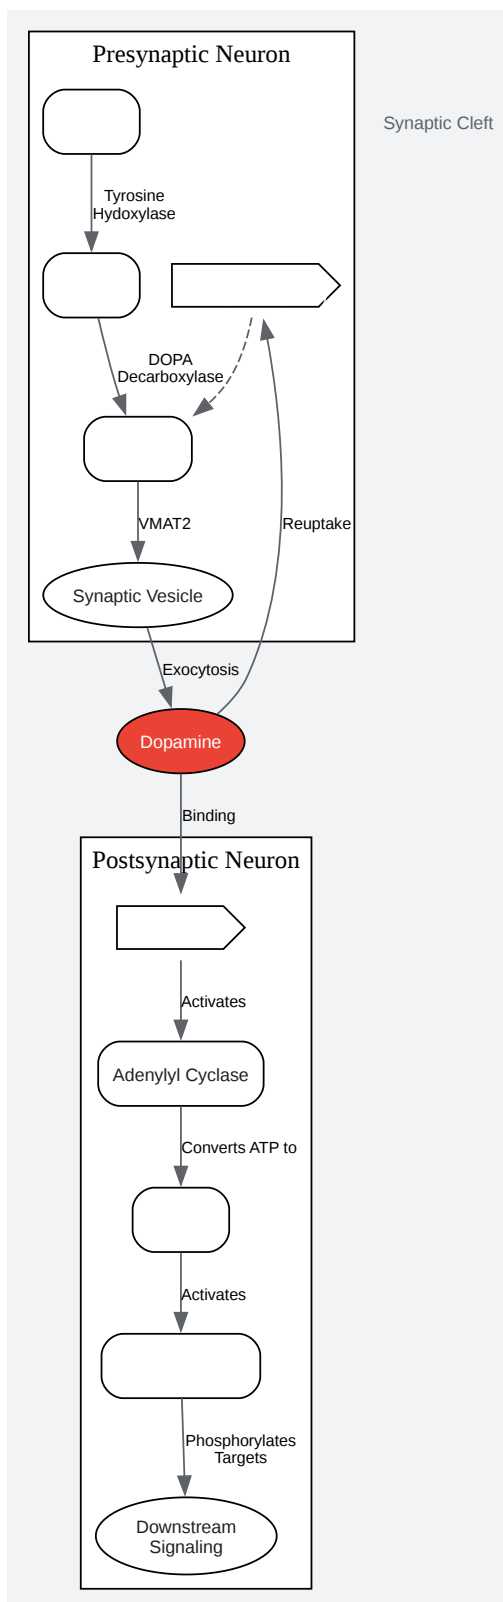 Presynaptic Neuron
Synaptic Cleft
Tyrosine
Hydoxylase
DOPA
Decarboxylase
VMAT2
Reuptake
Synaptic Vesicle
Exocytosis
Dopamine
Binding
Postsynaptic Neuron
Activates
Adenylyl Cyclase
Converts ATP to
Activates
Phosphorylates
Targets
Downstream
Signaling